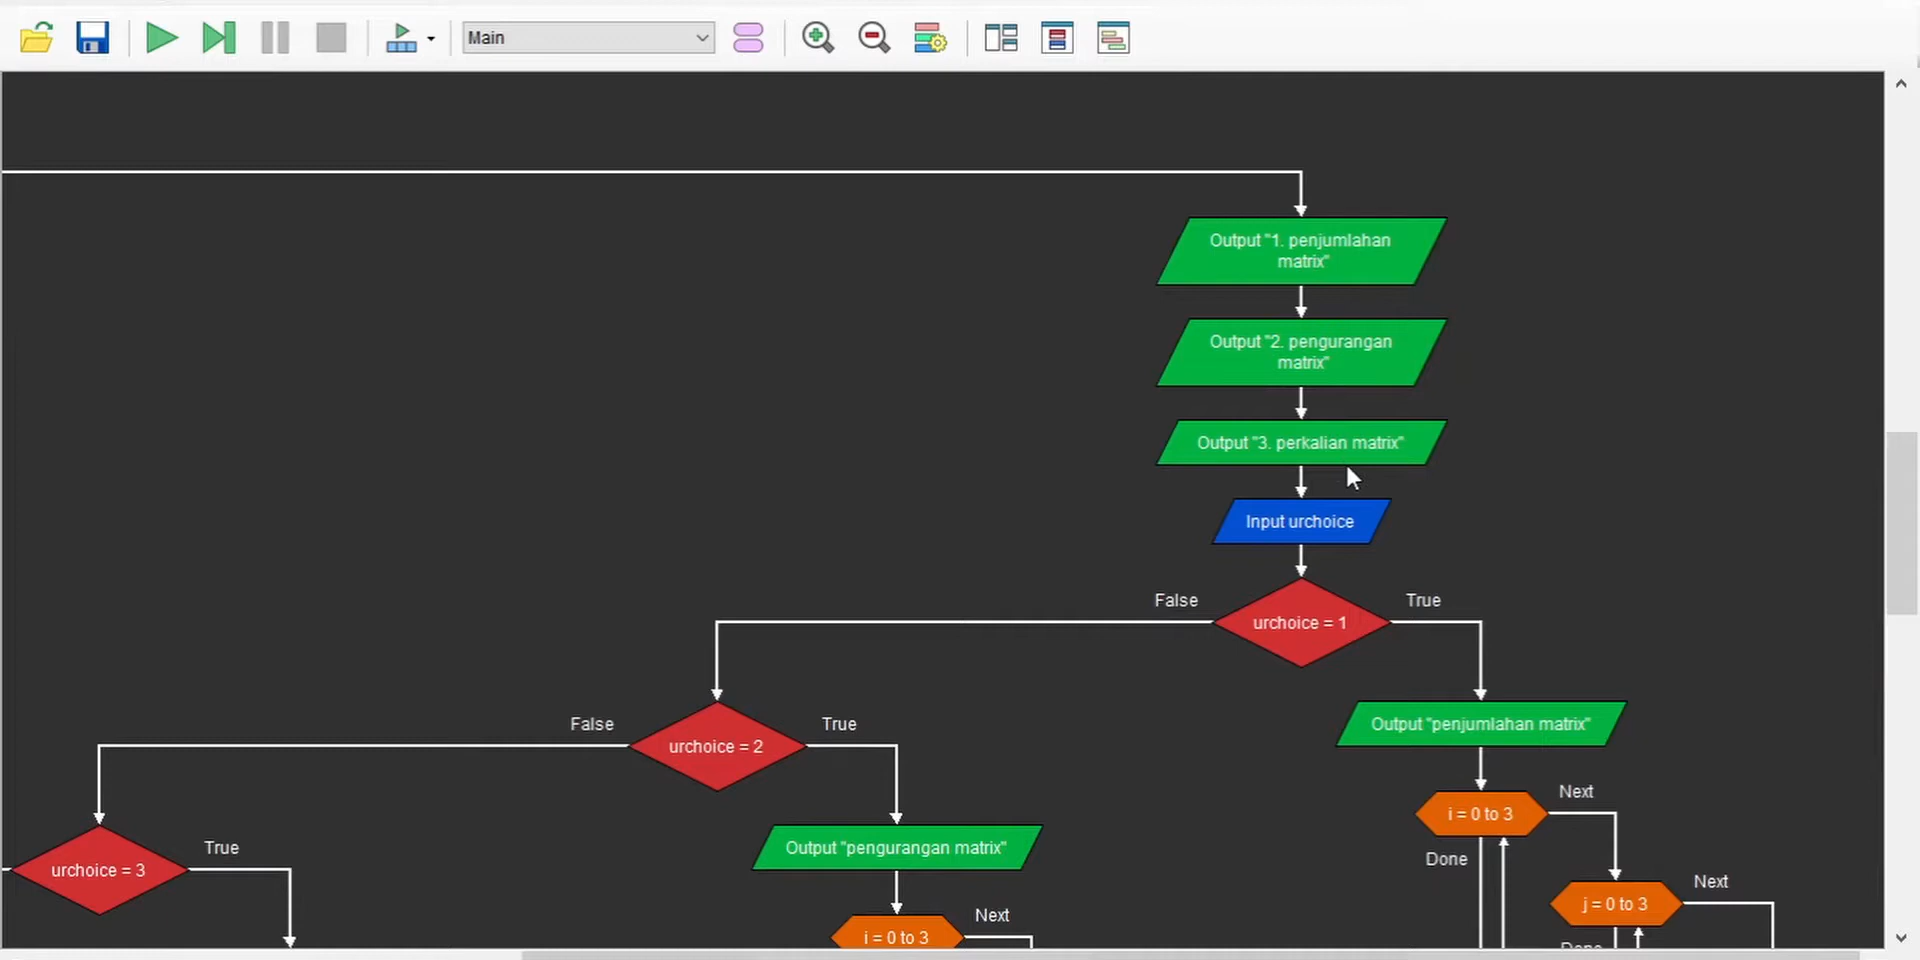 Main
Output "1. penjumlahan
matrix"
Output "2. pengurangan
matrix"
Output "3. perkalian matrix"
Input urchoice
False
True
urchoice = 1
False
True
urchoice = 2
Output "penjumlahan matrix"
Next
i = 0 to 3
True
Output "pengurangan matrix"
Done
urchoice = 3
Next
j = 0 to 3
Next
i = 0 to 3
Done